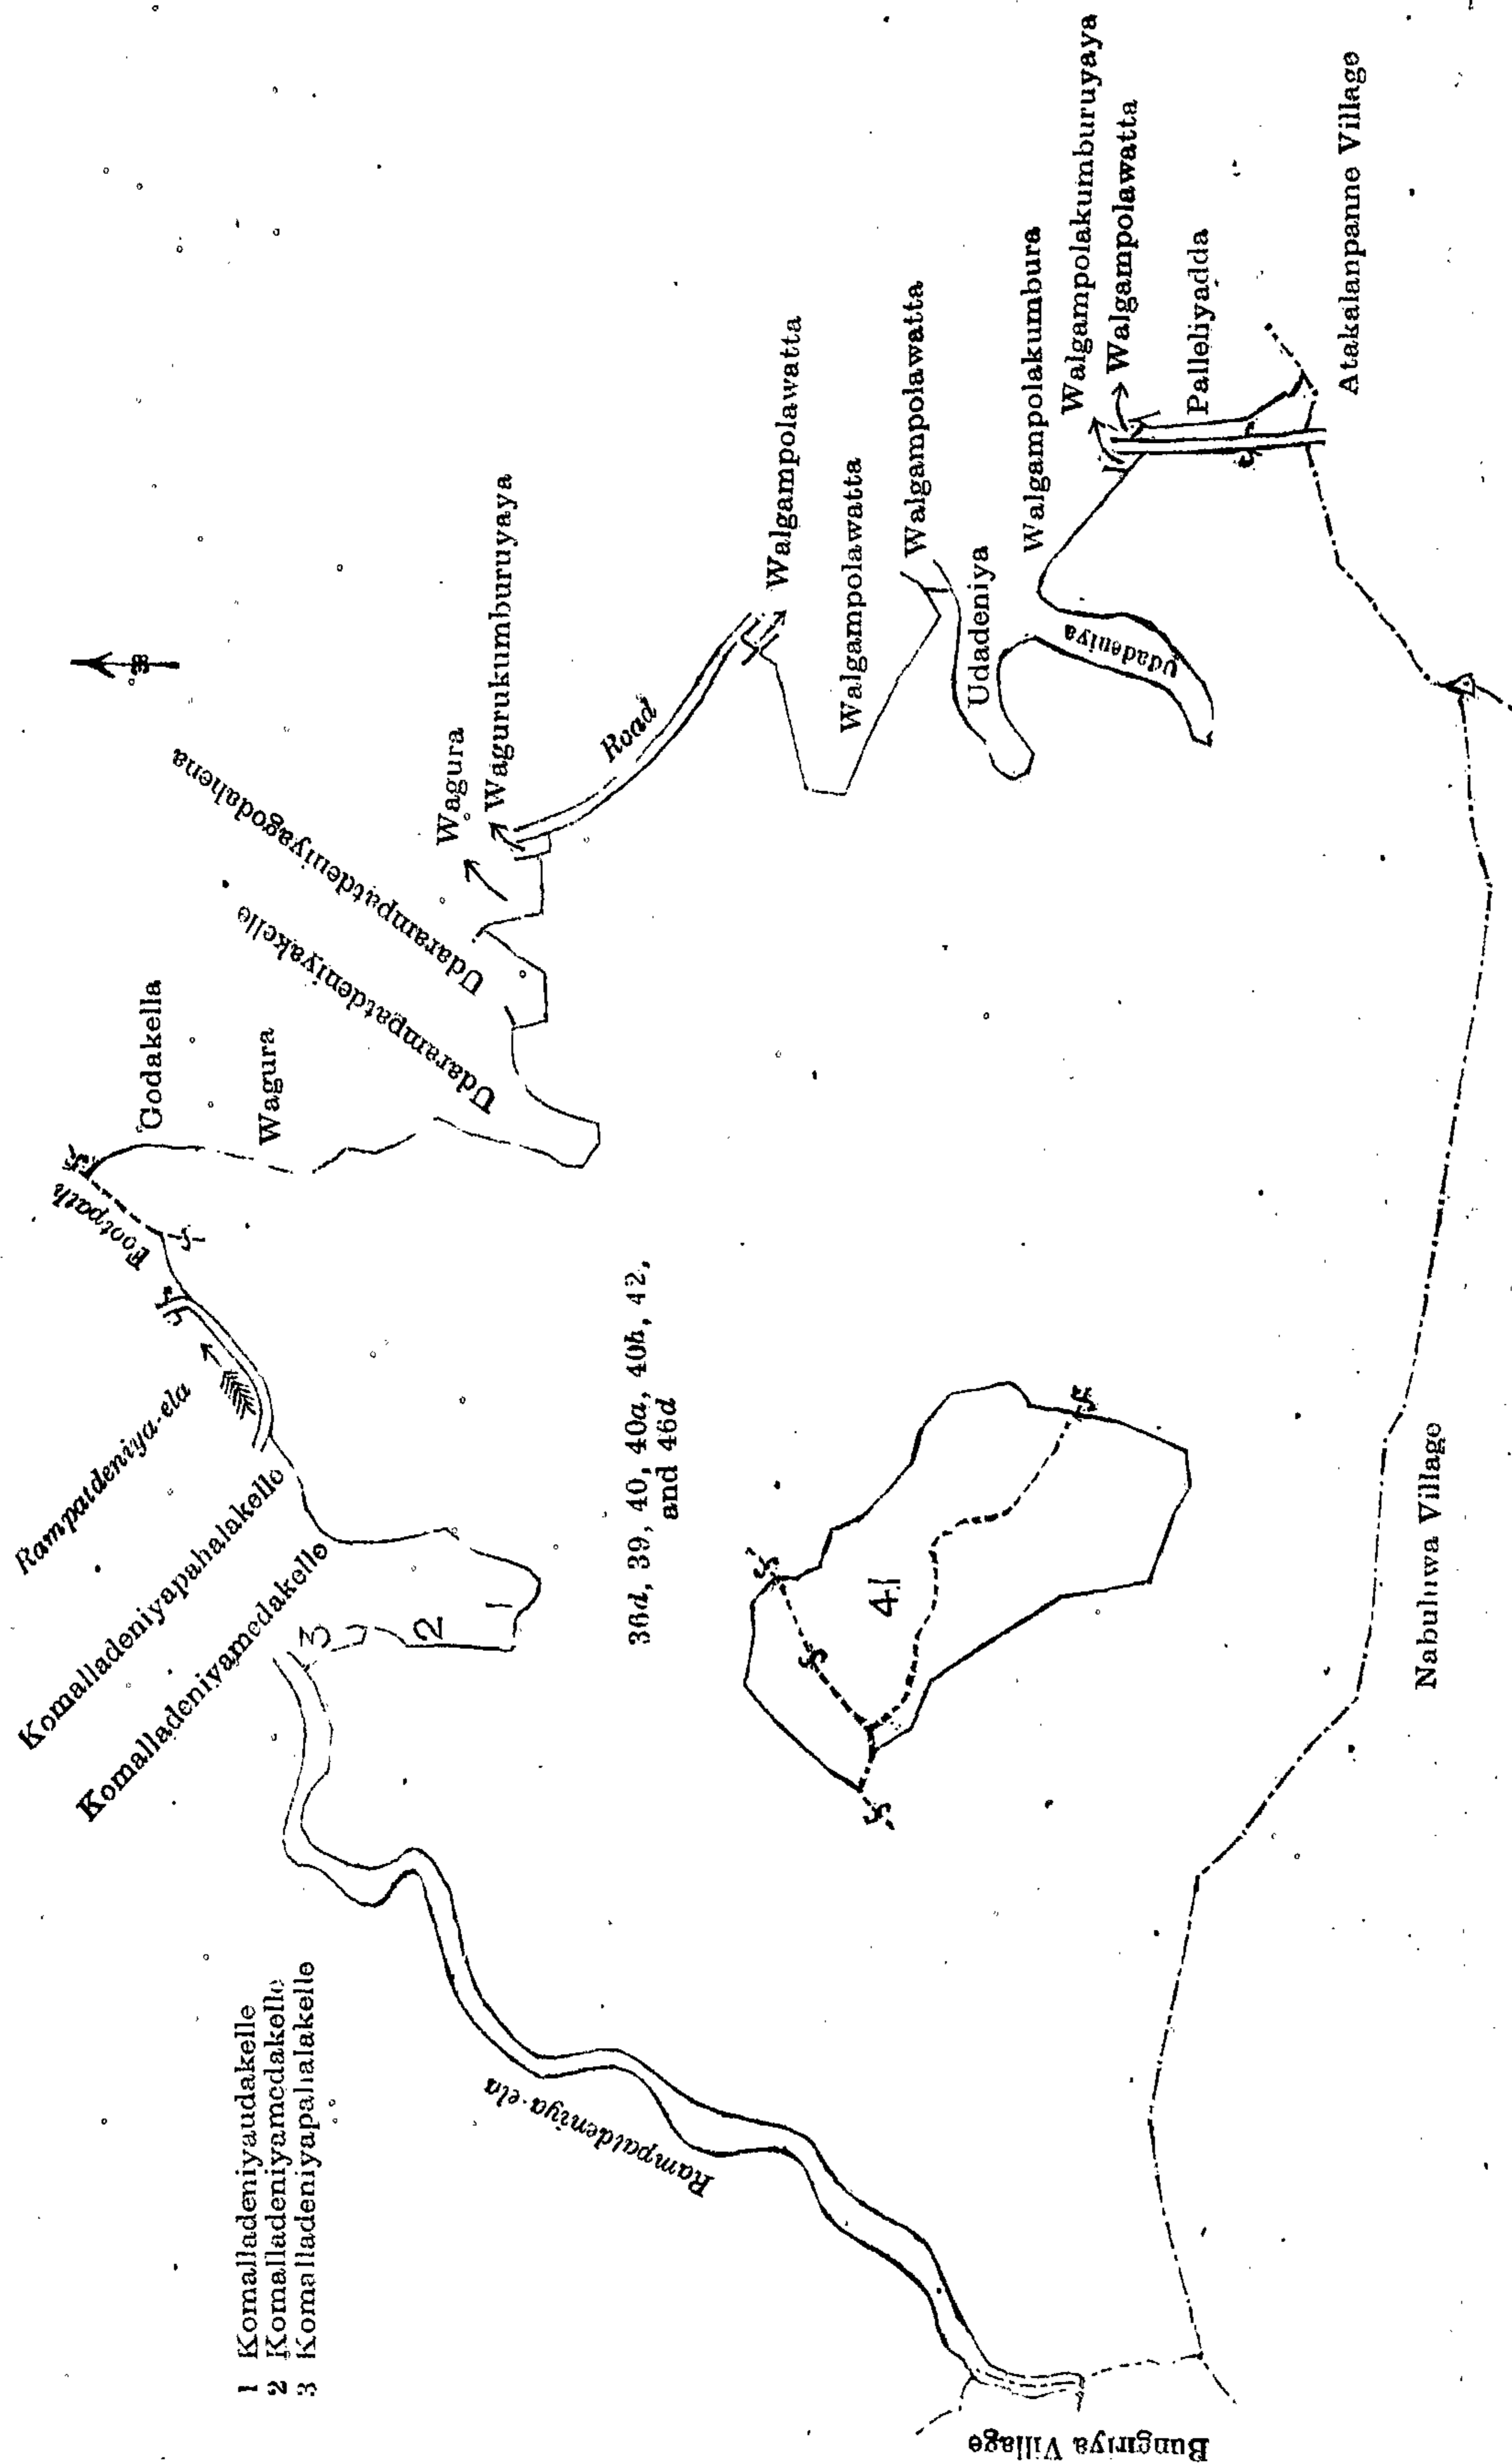 1 Komalladeniyaudakelle
2 Komalladeniyamedakelle
3 Komalladeniyapahalakelle
Komalladeniyamedakelle
Komalladeniyapahalakelle
Rampatdeniya-ela
Footpath
Godakella
Wagura
Udarampatdeniyakelle
Udarampatdeniyagodahena
Wagura
Wagurukumburuyaya
Road
Walgampolawatta
Walgampolawatta
Walgampolawatta
Udadeniya
Udadeniya
Walgampolakumbura
Walgampolakumburuyaya
Walgampolawatta
Palleliyadda
Atakalanpanne Village
3
2
1
36d, 39, 40, 40a, 40h, 42,
and 46d
41
Rampatdeniya-ela
Bungiriya Village
Nabuluwa Village